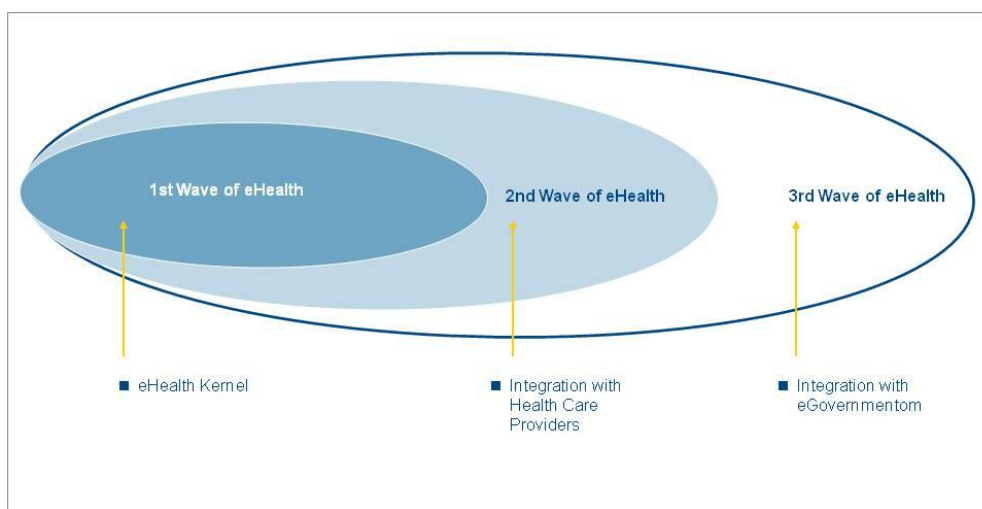 1st Wave of eHealth
2nd Wave of eHealth
3rd Wave of eHealth
eHealth Kernel
Integration with
Health Care
Providers
Integration with
eGovernmentom